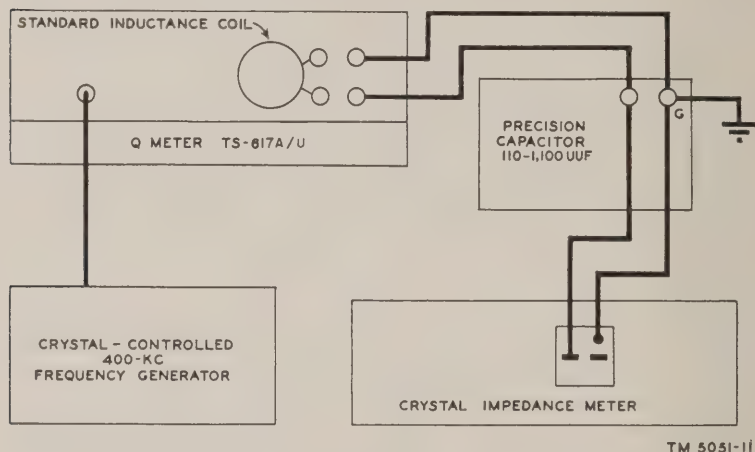 STANDARD INDUCTANCE COIL
Q METER TS-617A/U
PRECISION
CAPACITOR
110-1,100 UUF
G
CRYSTAL-CONTROLLED
400-KC
FREQUENCY GENERATOR
CRYSTAL IMPEDANCE METER
TM 5051-11